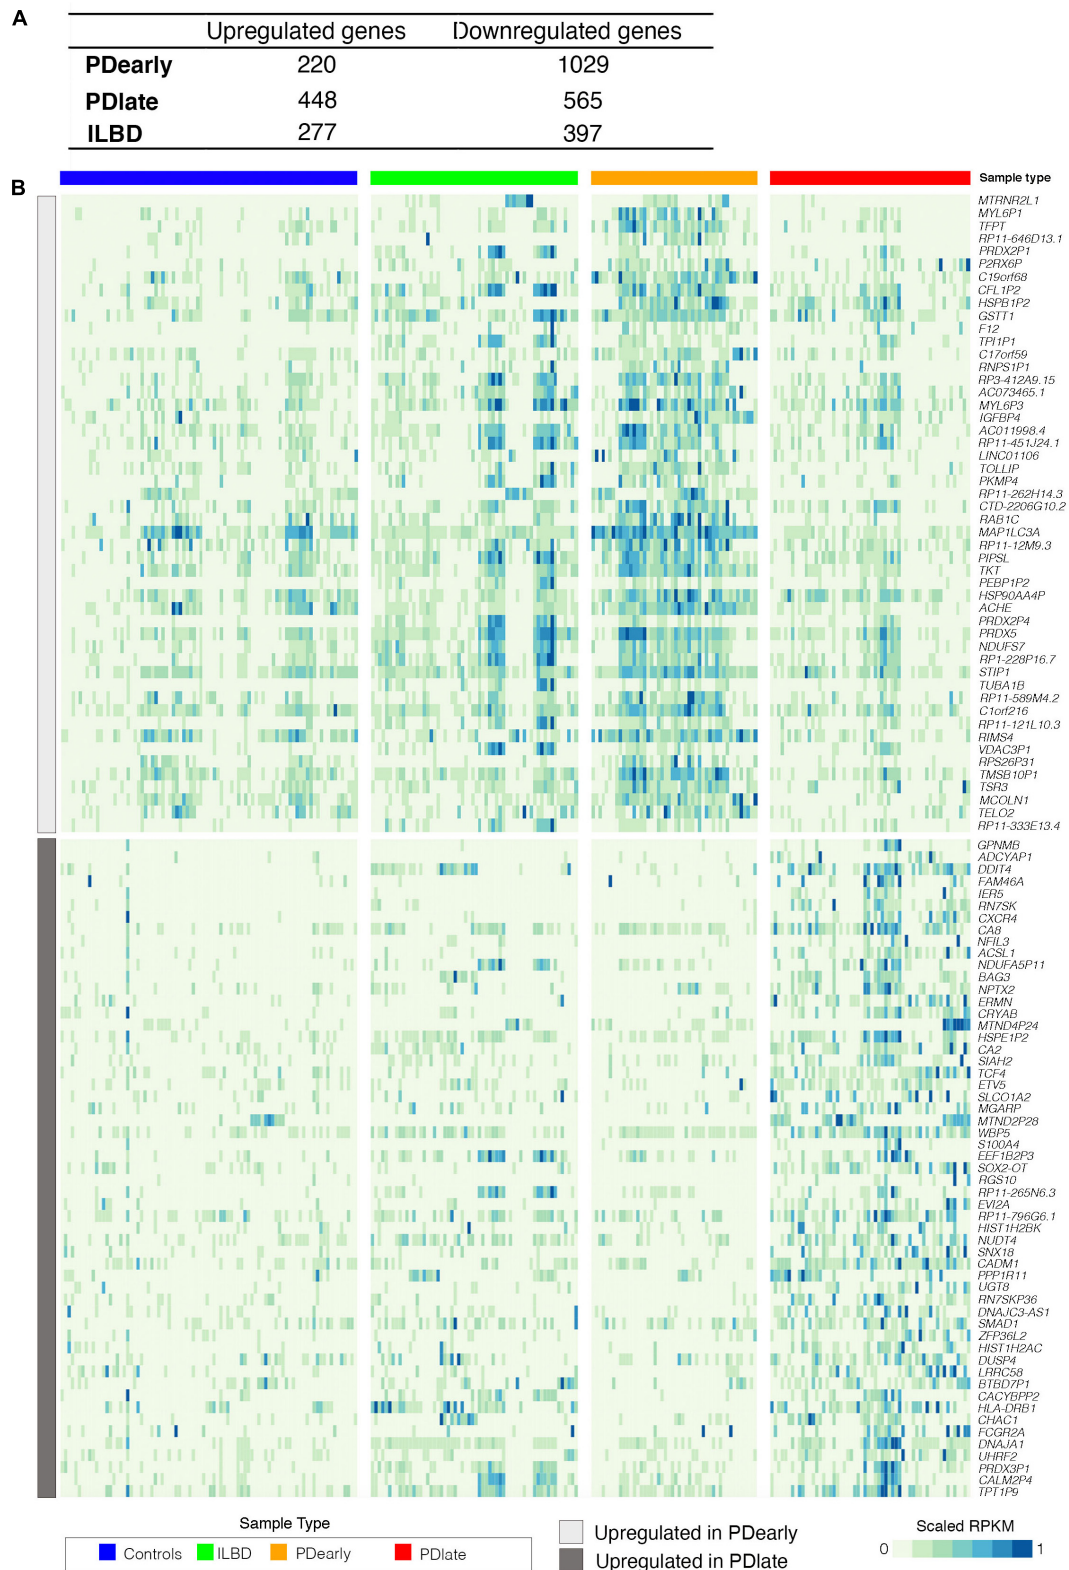 A
Upregulated genes Downregulated genes
PDearly 220 1029
PDlate 448 565
ILBD 277 397
B
Sample type
MTRNR2L1
MYL6P1
TFPT
RP11-646D13.1
PRDX2P1
P2RX6P
C19orf68
CFL1P2
HSPB1P2
GSTT1
F12
TPI1P1
C17orf59
RNPS1P1
RP3-412A9.15
AC073465.1
MYL6P3
IGFBP4
AC011998.4
RP11-451J24.1
LINC01106
TOLLIP
PKMP4
RP11-262H14.3
CTD-2206G10.2
RAB1C
MAP1LC3A
RP11-12M9.3
PIPSL
TKT
PEBP1P2
HSP90AA4P
ACHE
PRDX2P4
PRDX5
NDUFS7
RP1-228P16.7
STIP1
TUBA1B
RP11-589M4.2
C1orf216
RP11-121L10.3
RIMS4
VDAC3P1
RPS26P31
TMSB10P1
TSR3
MCOLN1
TELO2
RP11-333E13.4
GPNMB
ADCYAP1
DDIT4
FAM46A
IER5
RN7SK
CXCR4
CA8
NFIL3
ACSL1
NDUFA5P11
BAG3
NPTX2
ERMN
CRYAB
MTND4P24
HSPE1P2
CA2
SIAH2
TCF4
ETV5
SLCO1A2
MGARP
MTND2P28
WBP5
S100A4
EEF1B2P3
SOX2-OT
RGS10
RP11-265N6.3
EVI2A
RP11-796G6.1
HIST1H2BK
NUDT4
SNX18
CADM1
PPP1R11
UGT8
RN7SKP36
DNAJC3-AS1
SMAD1
ZFP36L2
HIST1H2AC
DUSP4
LRRC58
BTBD7P1
CACYBPP2
HLA-DRB1
CHAC1
FCGR2A
DNAJA1
UHRF2
PRDX3P1
CALM2P4
TPT1P9
Sample Type
Controls ILBD PDearly PDlate
Upregulated in PDearly
Upregulated in PDlate
Scaled RPKM
0 1